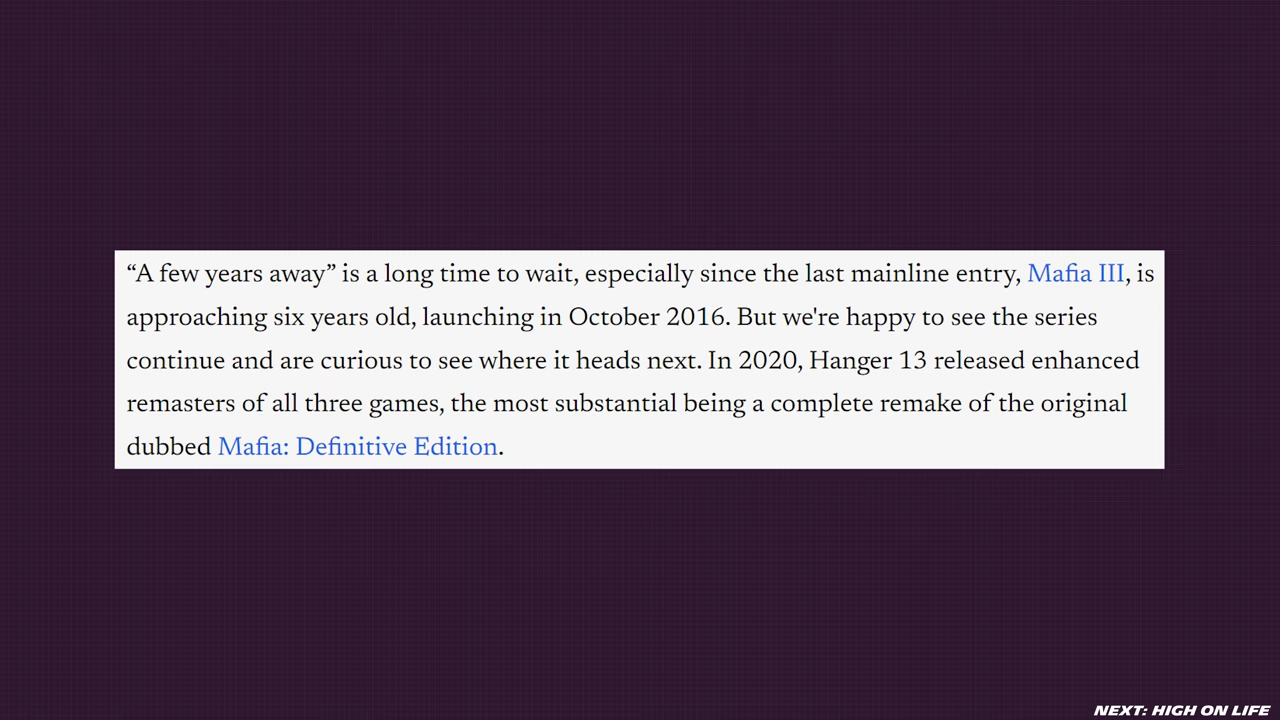 “A few years away” is a long time to wait, especially since the last mainline entry, Mafia III, is
approaching six years old, launching in October 2016. But we're happy to see the series
continue and are curious to see where it heads next. In 2020, Hanger 13 released enhanced
remasters of all three games, the most substantial being a complete remake of the original
dubbed Mafia: Definitive Edition.
NEXT: HIGH ON LIFE